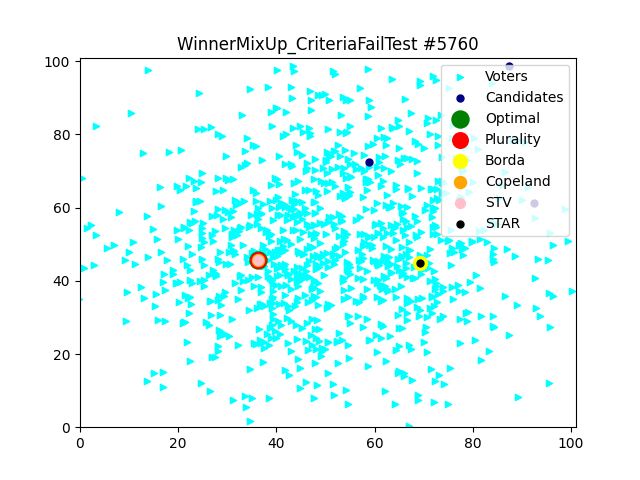 WinnerMixUp_CriteriaFailTest #5760
100
80
60
40
20
0
0 20 40 60 80 100
Voters
Candidates
Optimal
Plurality
Borda
Copeland
STV
STAR